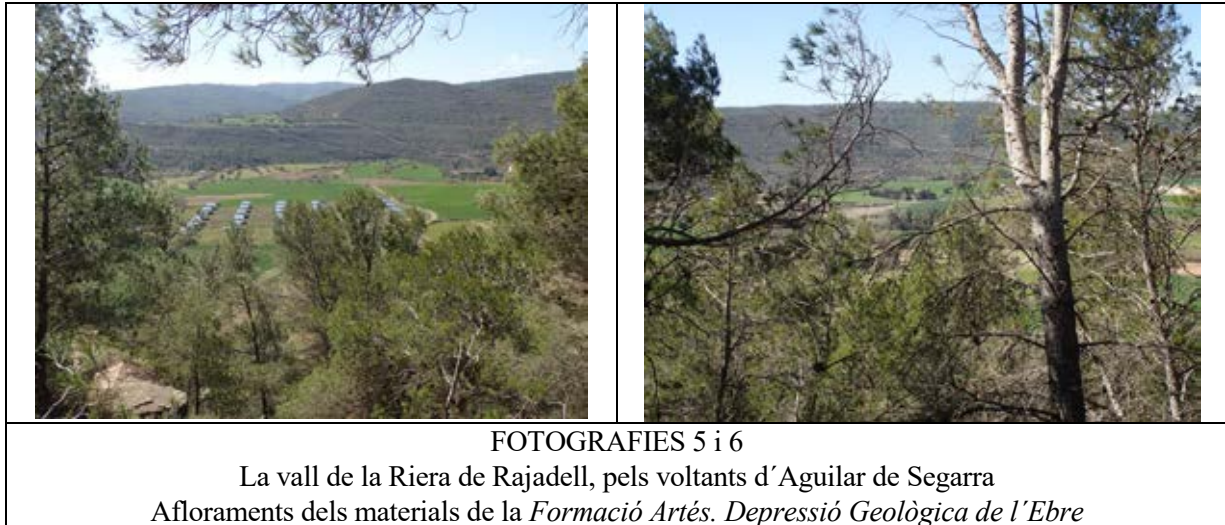 FOTOGRAFIES 5 i 6
La vall de la Riera de Rajadell, pels voltants d´Aguilar de Segarra
Afloraments dels materials de la Formació Artés. Depressió Geològica de l´Ebre